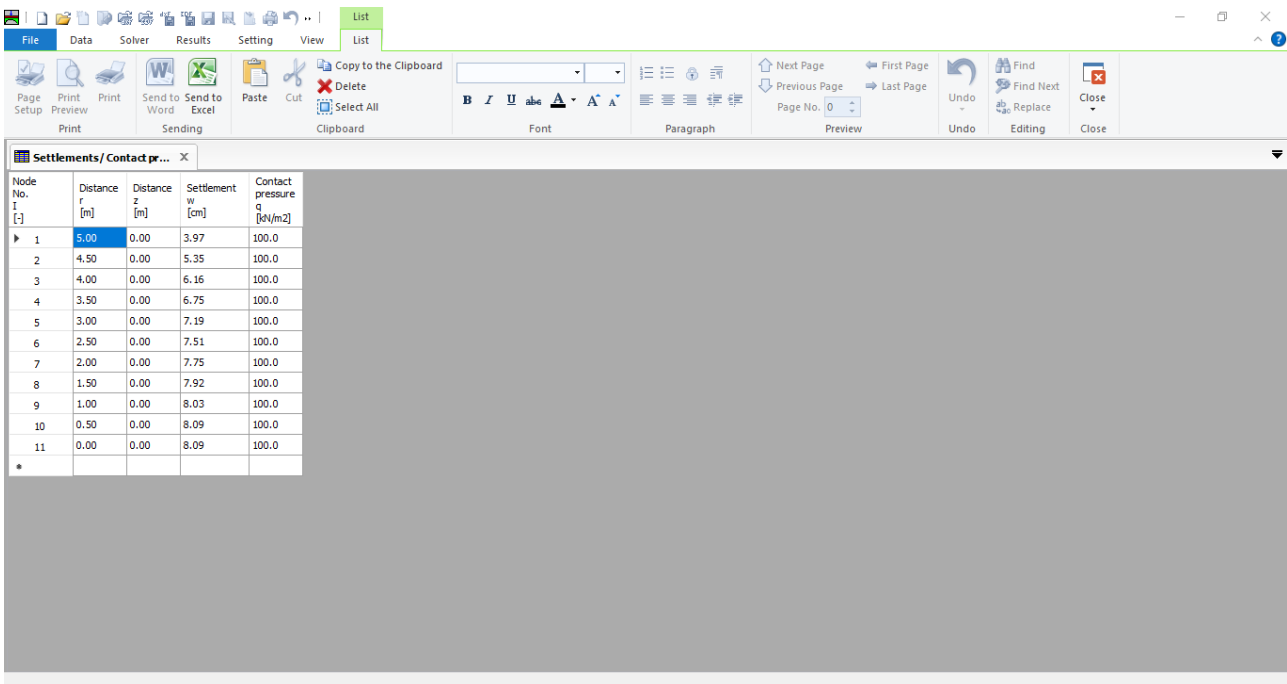 List
File Data Solver Results Setting View List
Page Setup
Print Preview
Print
Print
Send to Word
Send to Excel
Sending
Paste
Cut
Copy to the Clipboard
Delete
Select All
Clipboard
B I U abc A A A
Font
Paragraph
Next Page First Page
Previous Page Last Page
Page No. 0
Preview
Undo
Undo
Find
Find Next
Replace
Editing
Close
Close
Settlements/Contact pr... X
Node No. I [-]
Distance r [m]
Distance z [m]
Settlement w [cm]
Contact pressure q [kN/m2]
1 5.00 0.00 3.97 100.0
2 4.50 0.00 5.35 100.0
3 4.00 0.00 6.16 100.0
4 3.50 0.00 6.75 100.0
5 3.00 0.00 7.19 100.0
6 2.50 0.00 7.51 100.0
7 2.00 0.00 7.75 100.0
8 1.50 0.00 7.92 100.0
9 1.00 0.00 8.03 100.0
10 0.50 0.00 8.09 100.0
11 0.00 0.00 8.09 100.0
*